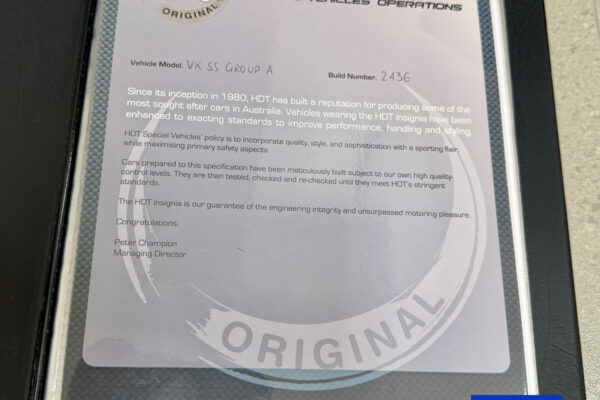 ORIGINAL
VEHICLES OPERATIONS
Vehicle Model. VK SS GROUP A
Build Number. 2436
Since its inception in 1980, HDT has built a reputation for producing some of the
most sought after cars in Australia. Vehicles wearing the HDT insignia have been
enhanced to exacting standards to improve performance, handling and styling.
HDT Special Vehicles' policy is to incorporate quality, style, and sophistication with a sporting flair,
while maximising primary safety aspects.
Cars prepared to this specification have been meticulously built subject to our own high quality-
control levels. They are then tested, checked and re-checked until they meet HDT's stringent
standards.
The HDT insignia is our guarantee of the engineering integrity and unsurpassed motoring pleasure.
Congratulations.
Peter Champion
Managing Director
ORIGINAL